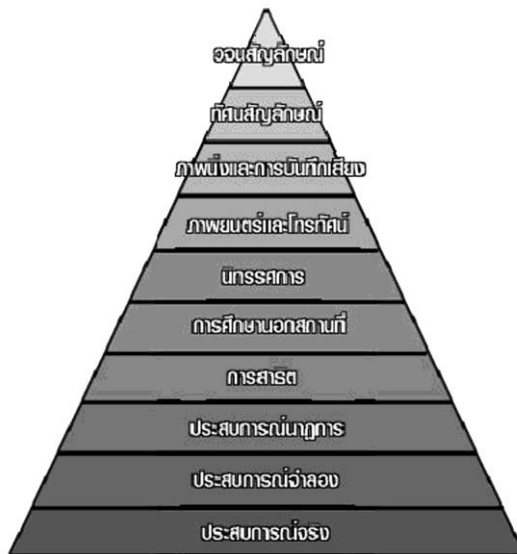 วจนสัญลักษณ์
ทัศนสัญลักษณ์
ภาพนิ่งและการบันทึกเสียง
ภาพยนตร์และโทรทัศน์
นิทรรศการ
การศึกษานอกสถานที่
การสาธิต
ประสบการณ์นาฏการ
ประสบการณ์จำลอง
ประสบการณ์จริง